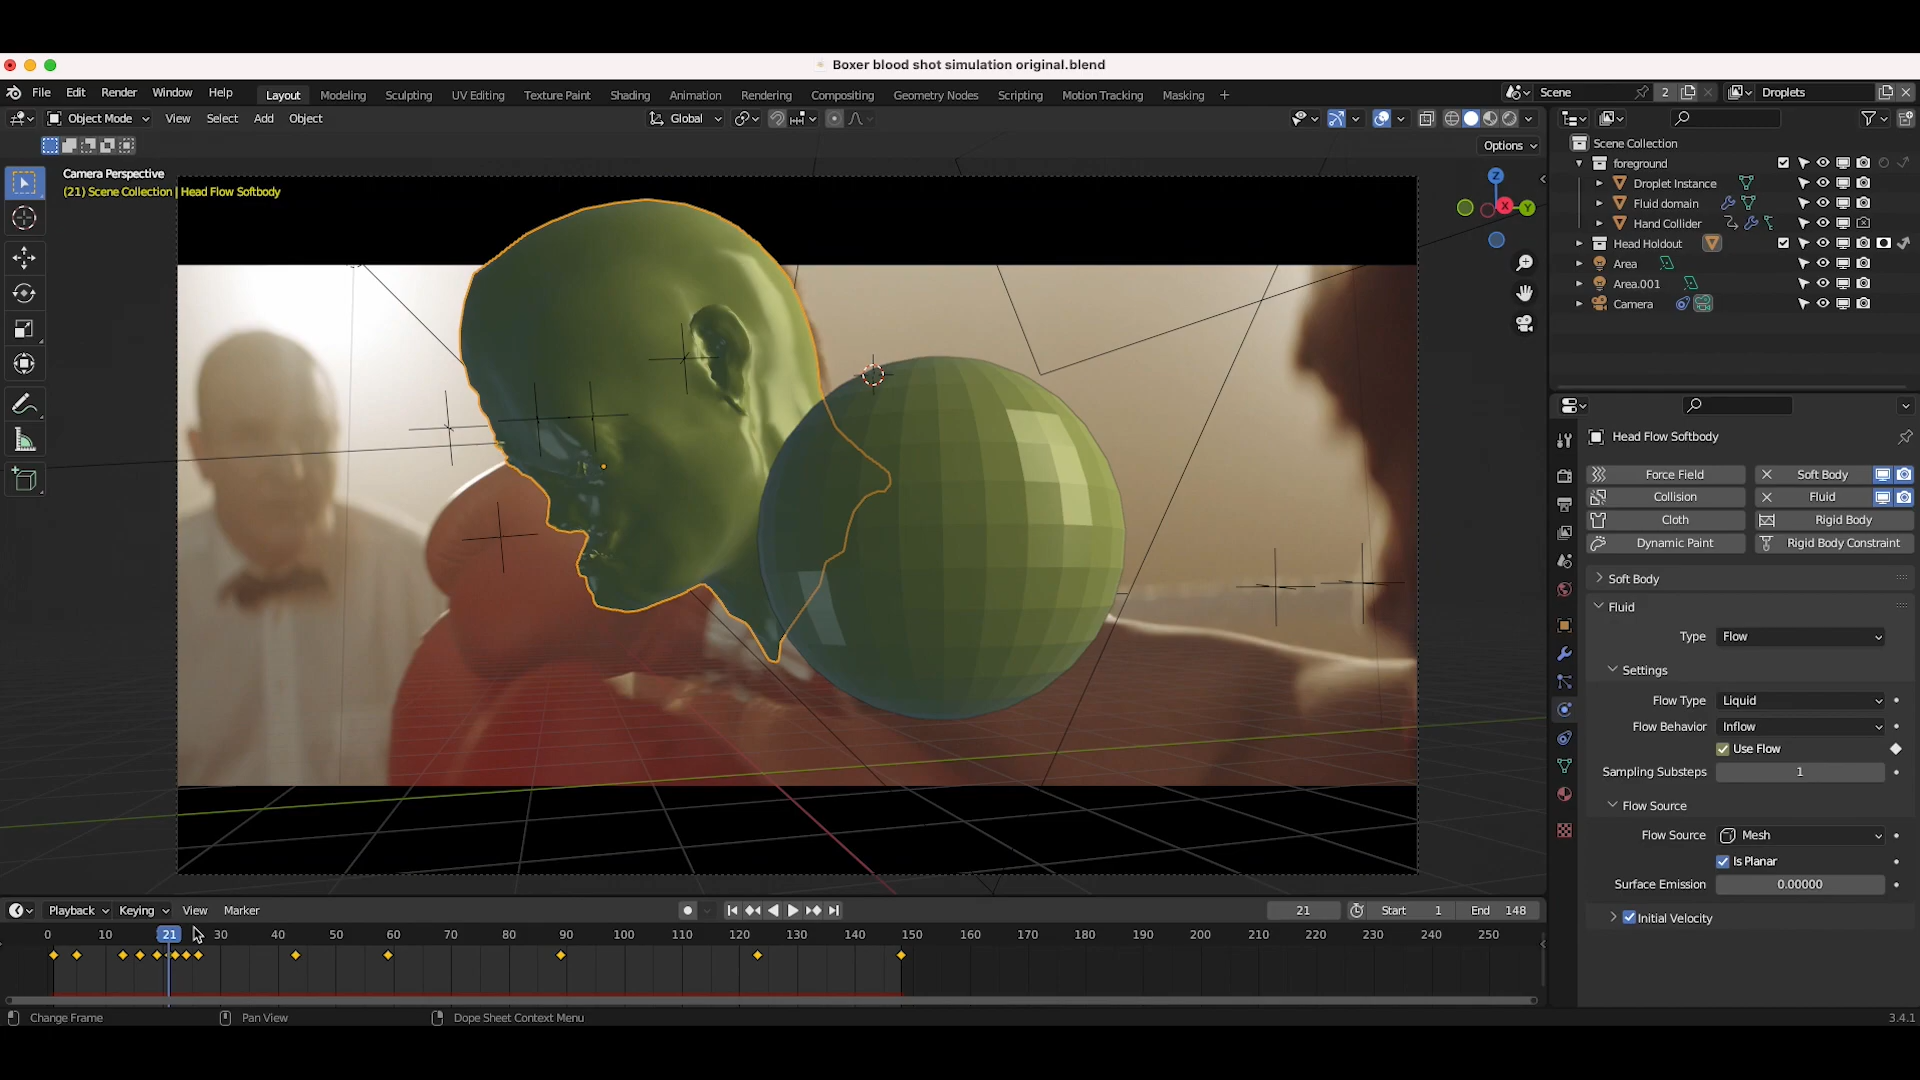 Boxer blood shot simulation original.blend
File Edit Render Window Help Layout Modeling Sculpting UV Editing Texture Paint Shading Animation Rendering Compositing Geometry Nodes Scripting Motion Tracking Masking + Scene 2 Droplets
Object Mode View Select Add Object Global
Options
Camera Perspective
(21) Scene Collection | Head Flow Softbody
Z
X
Y
Scene Collection
foreground
Droplet Instance
Fluid domain
Hand Collider
Head Holdout
Area
Area.001
Camera
Head Flow Softbody
Force Field Soft Body
Collision Fluid
Cloth Rigid Body
Dynamic Paint Rigid Body Constraint
Soft Body
Fluid
Type Flow
Settings
Flow Type Liquid
Flow Behavior Inflow
Use Flow
Sampling Substeps 1
Flow Source
Flow Source Mesh
Is Planar
Surface Emission 0.00000
Initial Velocity
Playback Keying View Marker 21 Start 1 End 148
0 10 21 30 40 50 60 70 80 90 100 110 120 130 140 150 160 170 180 190 200 210 220 230 240 250
Change Frame Pan View Dope Sheet Context Menu 3.4.1